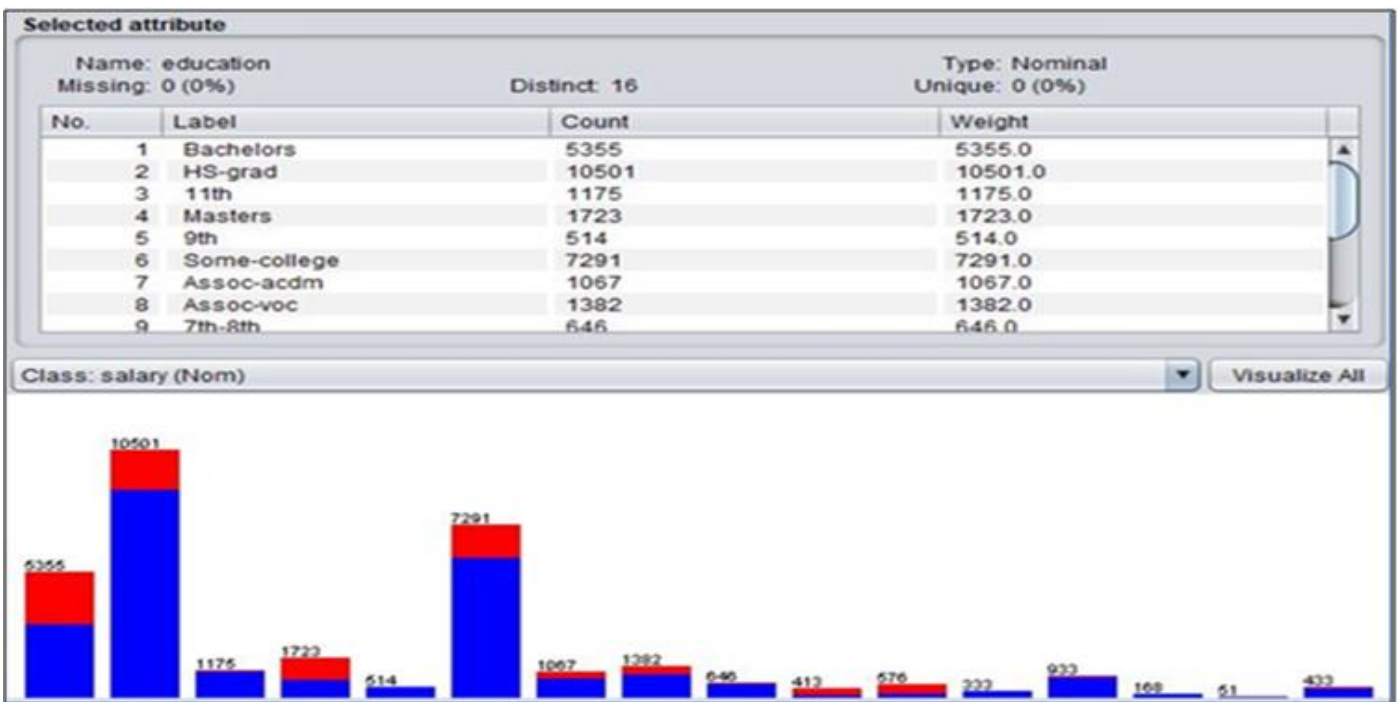 Selected attribute
Name: education Type: Nominal
Missing: 0 (0%) Distinct: 16 Unique: 0 (0%)
No. Label Count Weight
1 Bachelors 5355 5355.0
2 HS-grad 10501 10501.0
3 11th 1175 1175.0
4 Masters 1723 1723.0
5 9th 514 514.0
6 Some-college 7291 7291.0
7 Assoc-acdm 1067 1067.0
8 Assoc-voc 1382 1382.0
9 7th-8th 646 646.0
Class: salary (Nom) Visualize All
5355 10501 1175 1723 514 7291 1067 1382 646 413 576 333 933 168 51 433